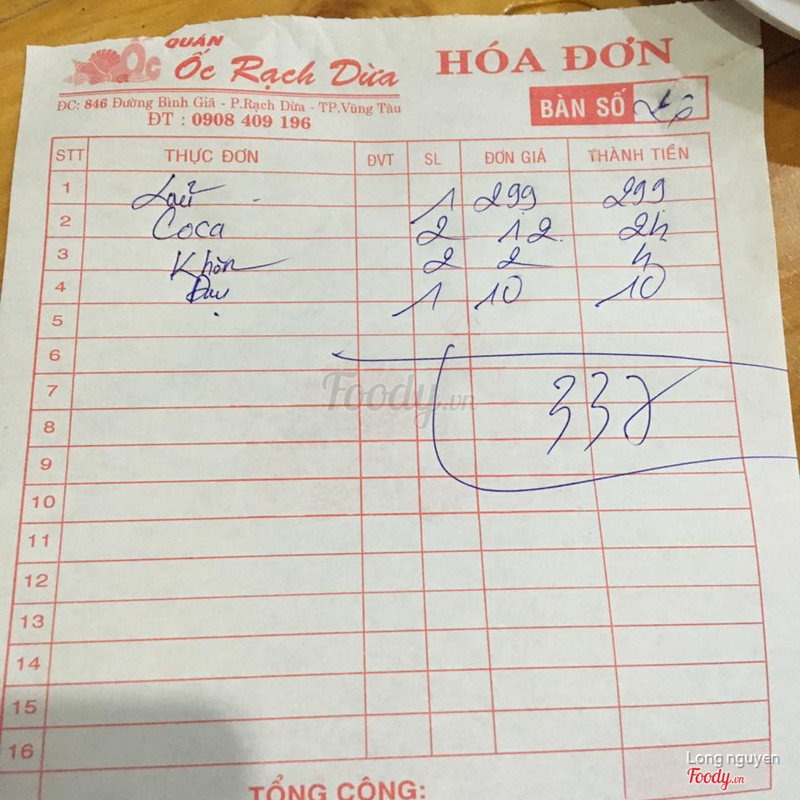 QUÁN
Ốc Ốc Rạch Dừa
HÓA ĐƠN
ĐC: 846 Đường Bình Giã - P.Rạch Dừa - TP.Vũng Tàu
ĐT : 0908 409 196
BÀN SỐ
STT THỰC ĐƠN ĐVT SL ĐƠN GIÁ THÀNH TIỀN
1 Lẩu 1 299 299
2 Coca 2 12 24
3 Khăn 2 2 4
4 Đau 1 10 10
5
6
7
8
9
10
11
12
13
14
15
16
337
Foody.vn
TỔNG CỘNG:
Long nguyen
Foody.vn